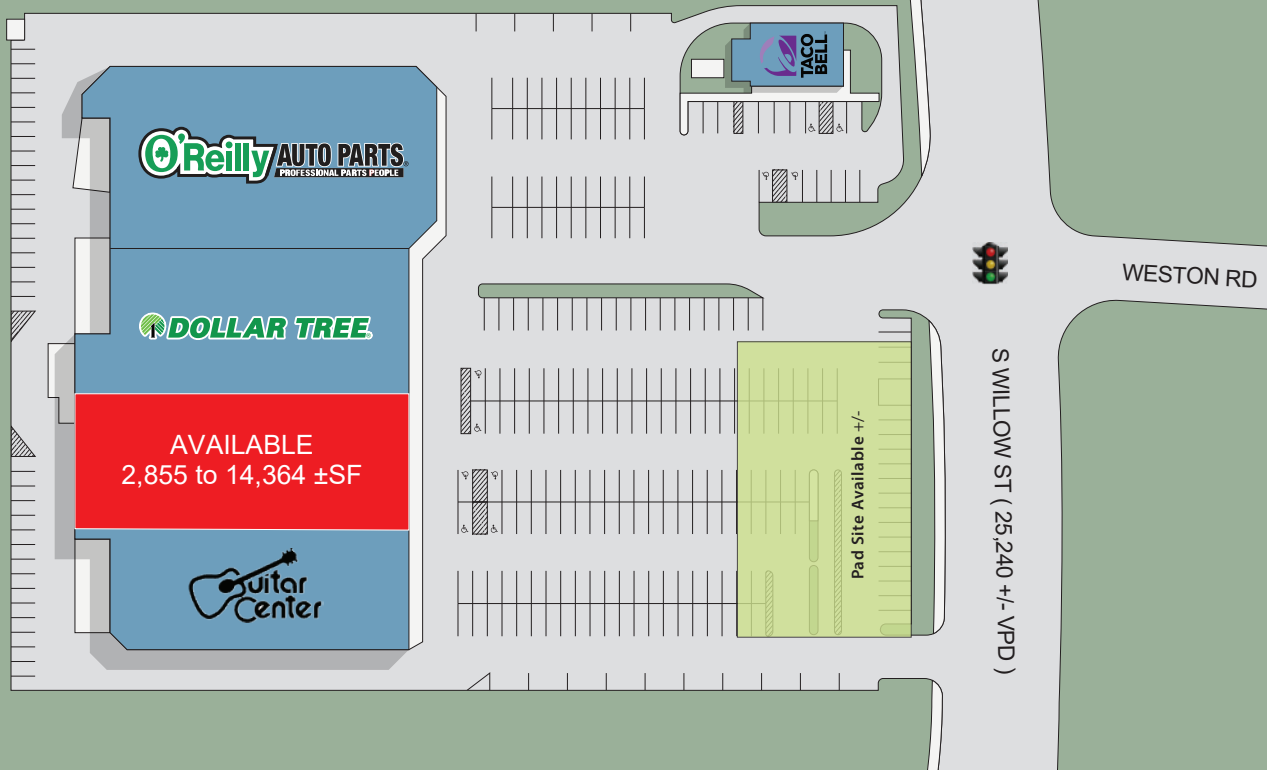 TACO
BELL
O'Reilly AUTO PARTS®
PROFESSIONAL PARTS PEOPLE
WESTON RD
DOLLAR TREE®
S WILLOW ST ( 25,240 +/- VPD )
AVAILABLE
2,855 to 14,364 ±SF
Pad Site Available +/-
Guitar
Center